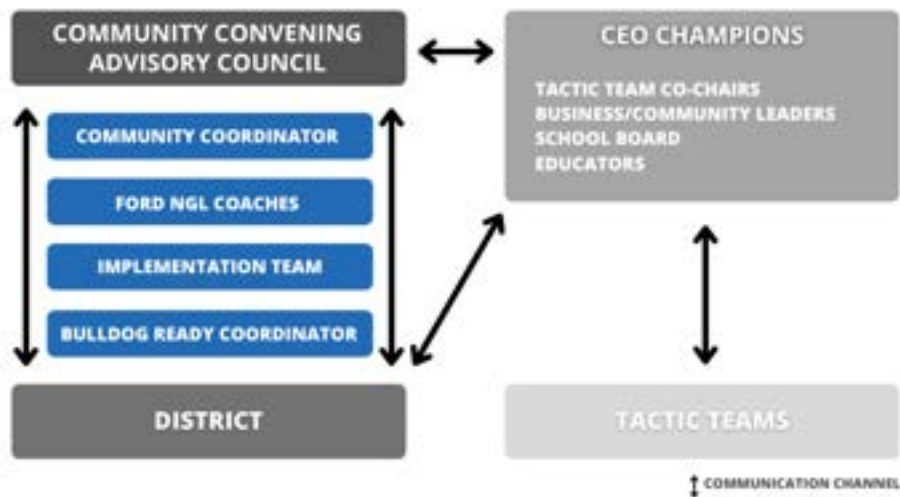 COMMUNITY CONVENING
ADVISORY COUNCIL
CEO CHAMPIONS
TACTIC TEAM CO-CHAIRS
BUSINESS/COMMUNITY LEADERS
SCHOOL BOARD
EDUCATORS
COMMUNITY COORDINATOR
FORD NGL COACHES
IMPLEMENTATION TEAM
BULLDOG READY COORDINATOR
DISTRICT
TACTIC TEAMS
COMMUNICATION CHANNEL